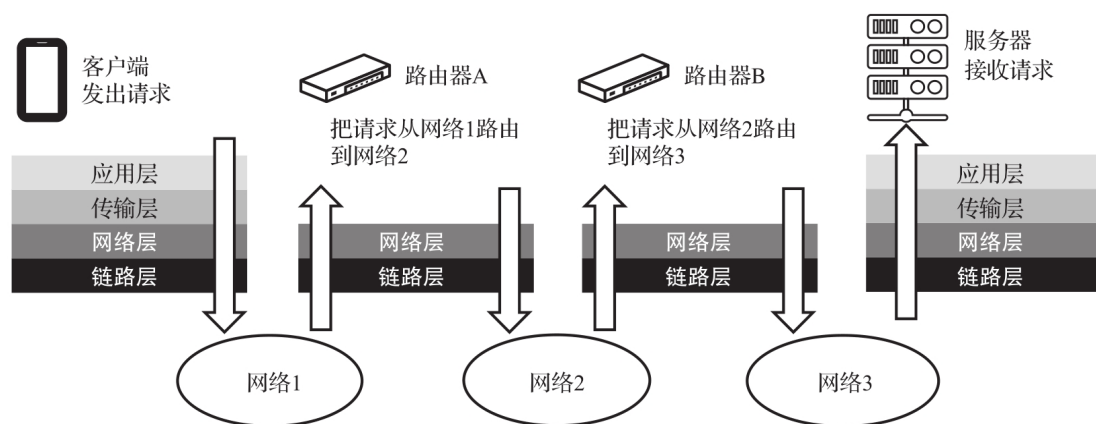 客户端
发出请求
路由器A
把请求从网络1路由
到网络2
路由器B
把请求从网络2路由
到网络3
服务器
接收请求
应用层
传输层
网络层
链路层
网络层
链路层
网络层
链路层
应用层
传输层
网络层
链路层
网络1
网络2
网络3